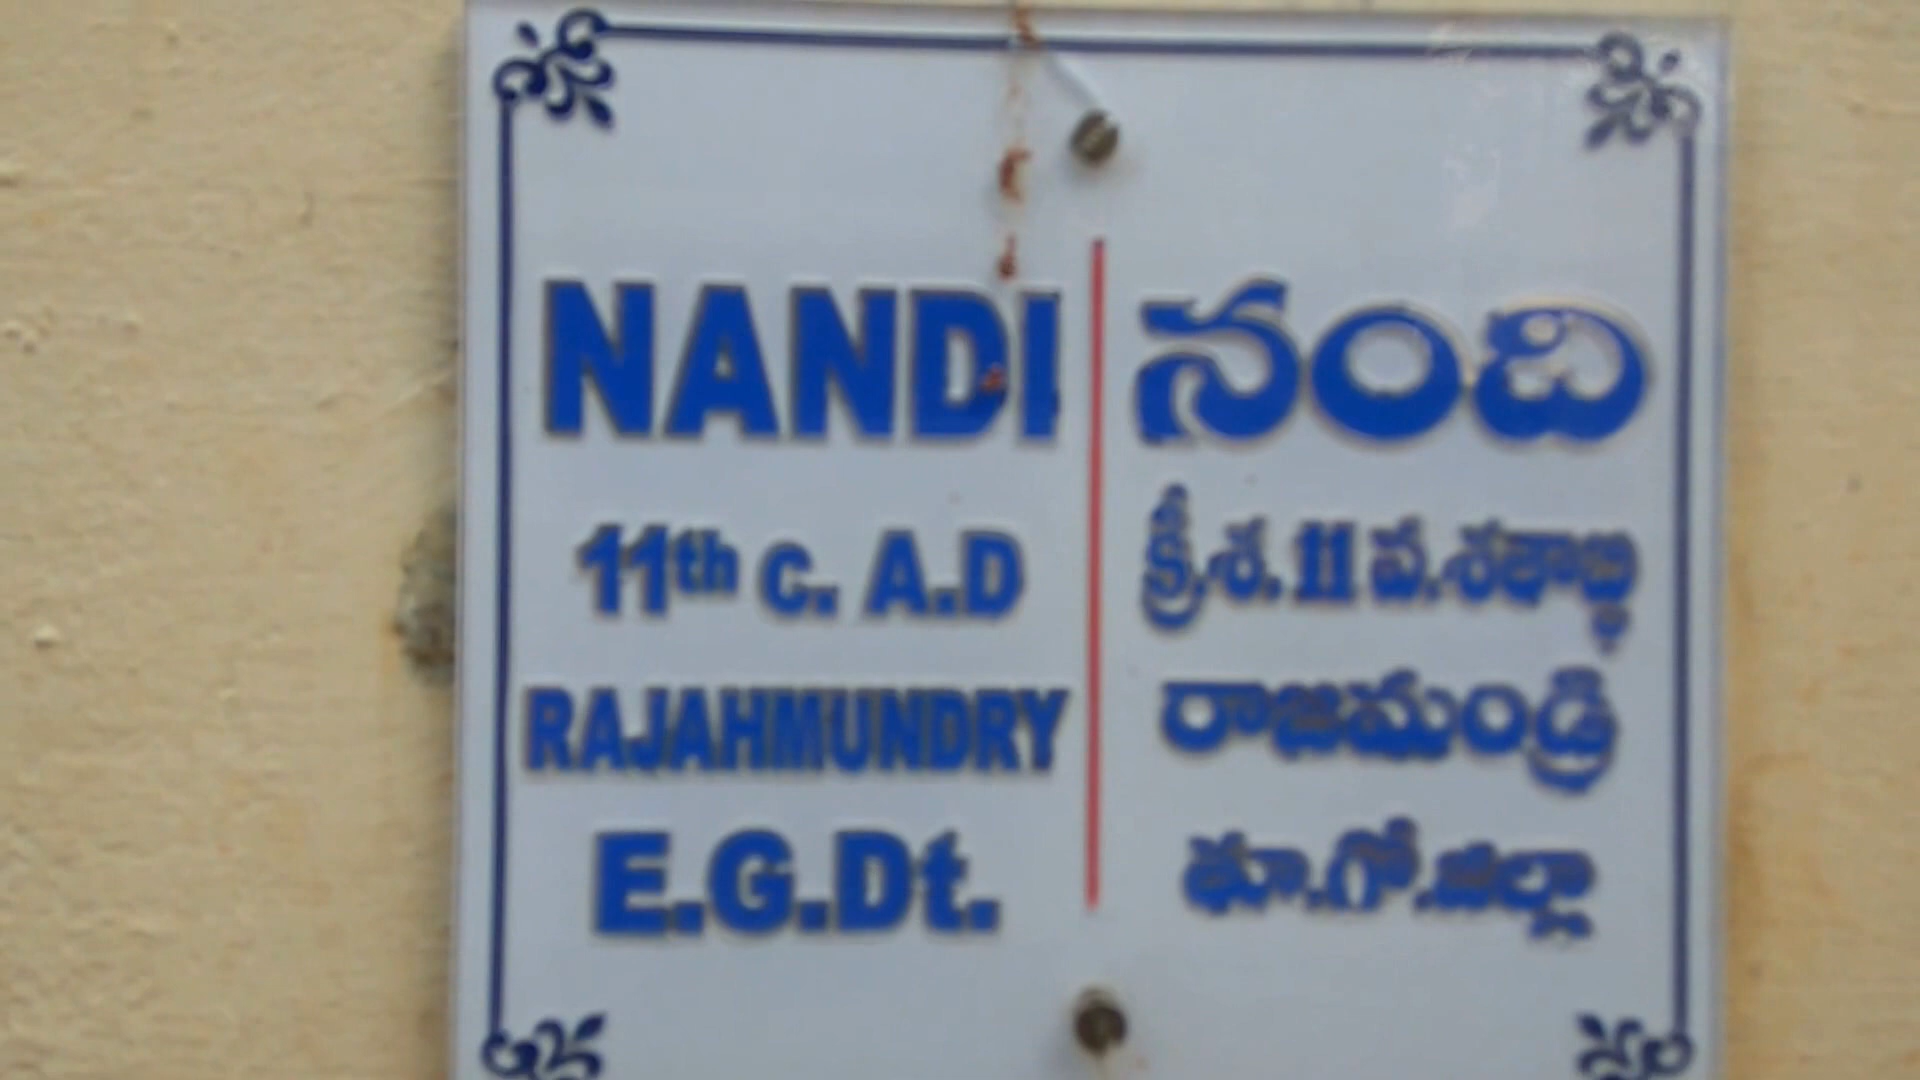 NANDI
11th c. A.D
RAJAHMUNDRY
E.G.Dt.
నంది
క్రీ.శ. 11 వ.శతాబ్ధ
రాజమండ్రి
తూ.గో.జిల్లా